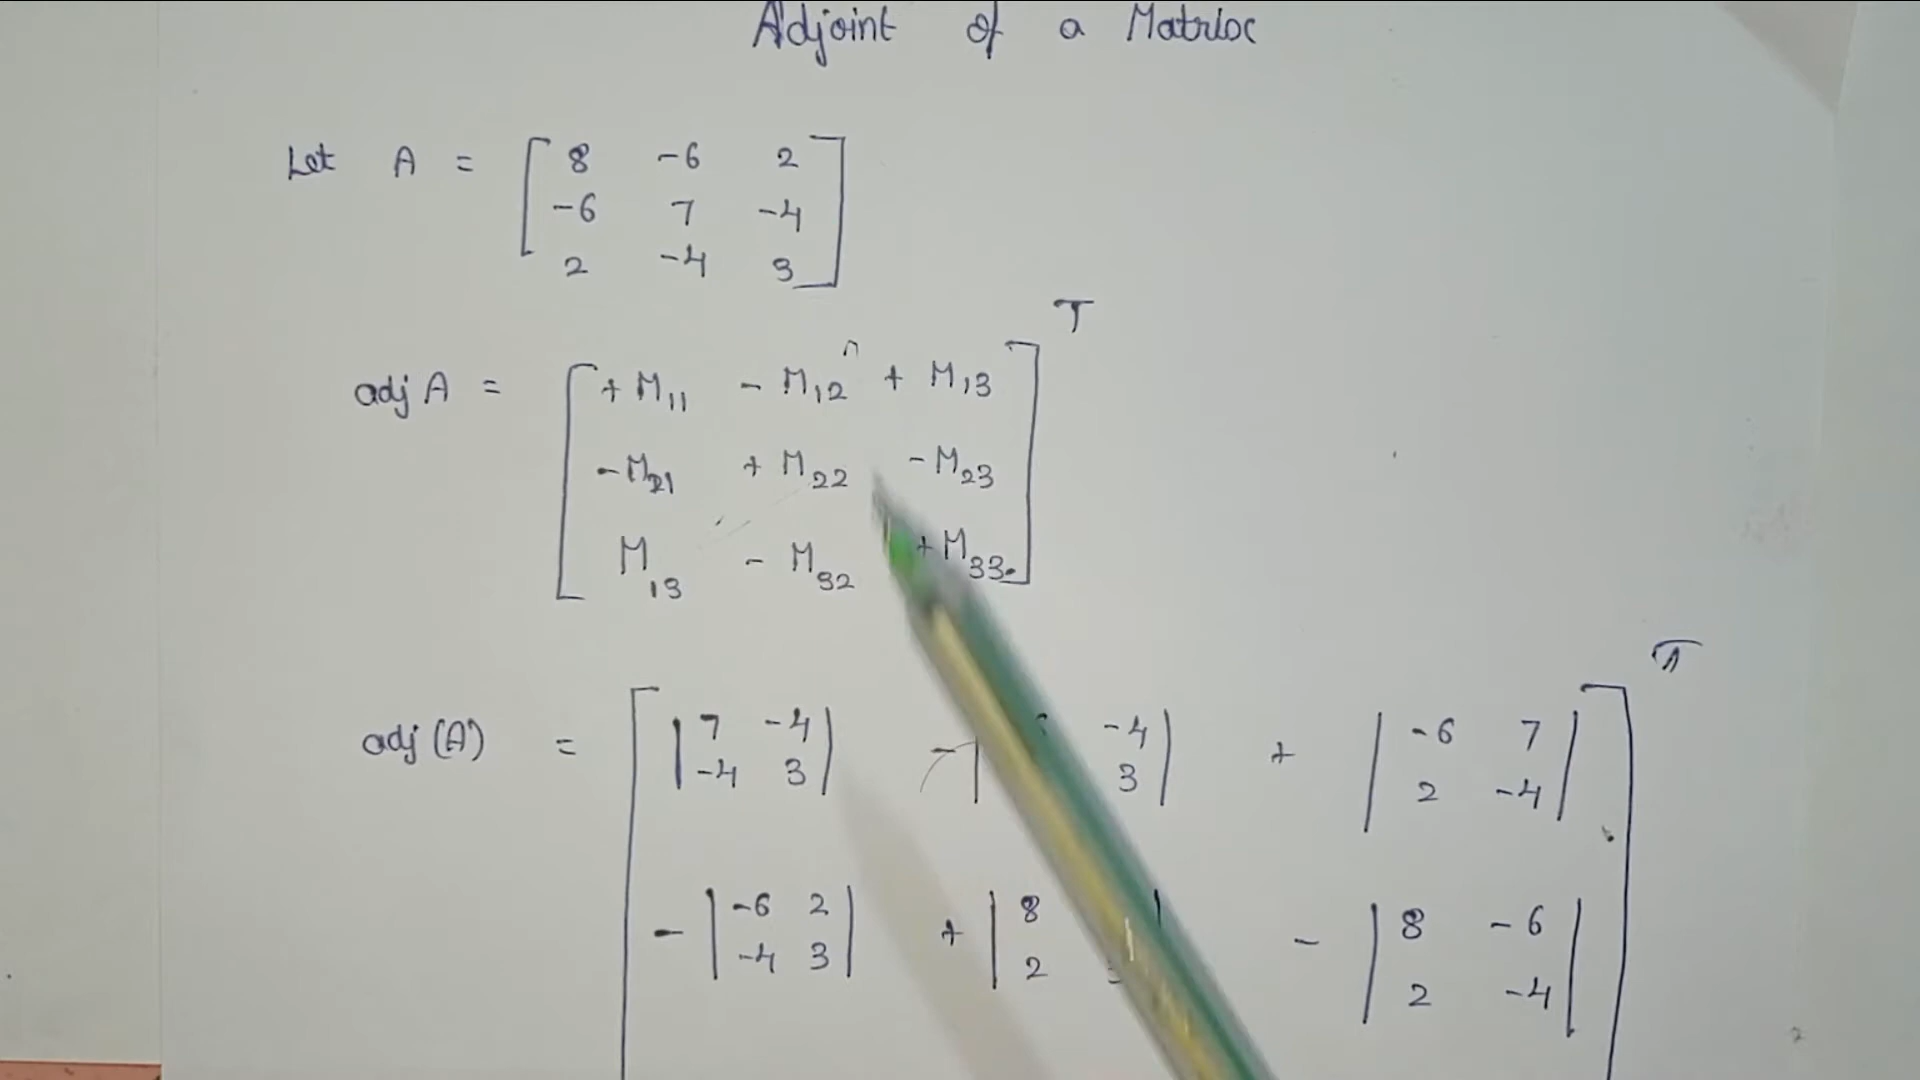 Adjoint of a Matrix
Let A = [ 8 -6 2
-6 7 -4
2 -4 3 ]
adj A = [ +M11 - M12 + M13 ]T
-M21 + M22 -M23
M13 - M32 +M33.
adj (A) = [ |7 -4| - | -4| + |-6 7| ]T
|-4 3| 3| |2 -4|
- |-6 2| + |8 | - |8 -6|
|-4 3| |2 |2 -4|